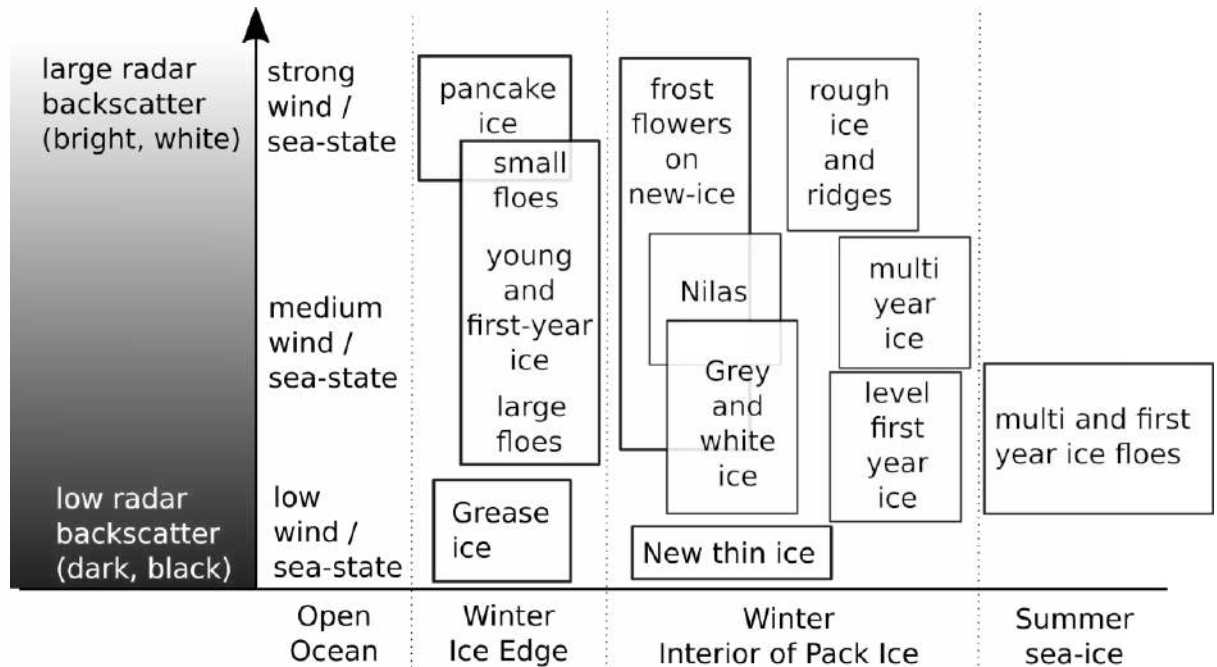 large radar
backscatter
(bright, white)
low radar
backscatter
(dark, black)
strong
wind /
sea-state
medium
wind /
sea-state
low
wind /
sea-state
pancake
ice
small
floes
young
and
first-year
ice
large
floes
Grease
ice
frost
flowers
on
new-ice
Nilas
Grey
and
white
ice
New thin ice
rough
ice
and
ridges
multi
year
ice
level
first
year
ice
multi and first
year ice floes
Open
Ocean
Winter
Ice Edge
Winter
Interior of Pack Ice
Summer
sea-ice